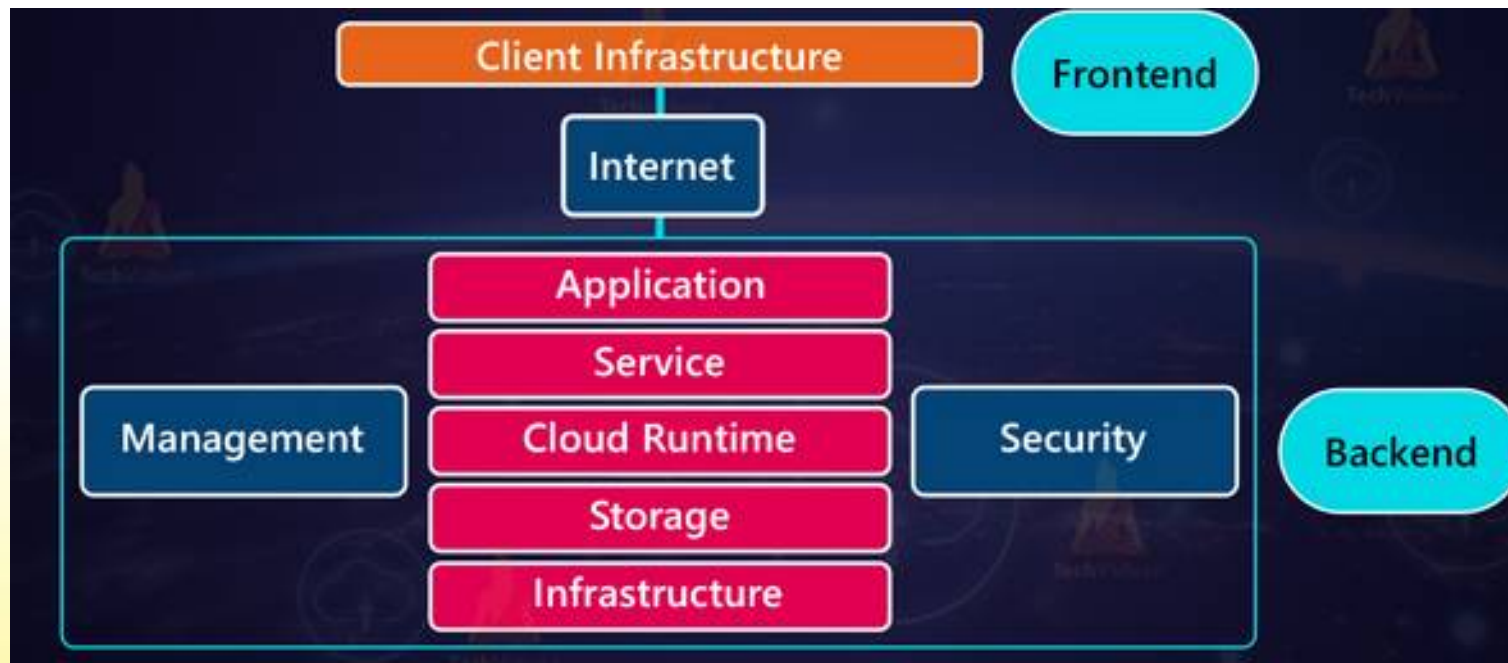 Client Infrastructure
Frontend
Internet
Application
Service
Management
Cloud Runtime
Security
Backend
Storage
Infrastructure